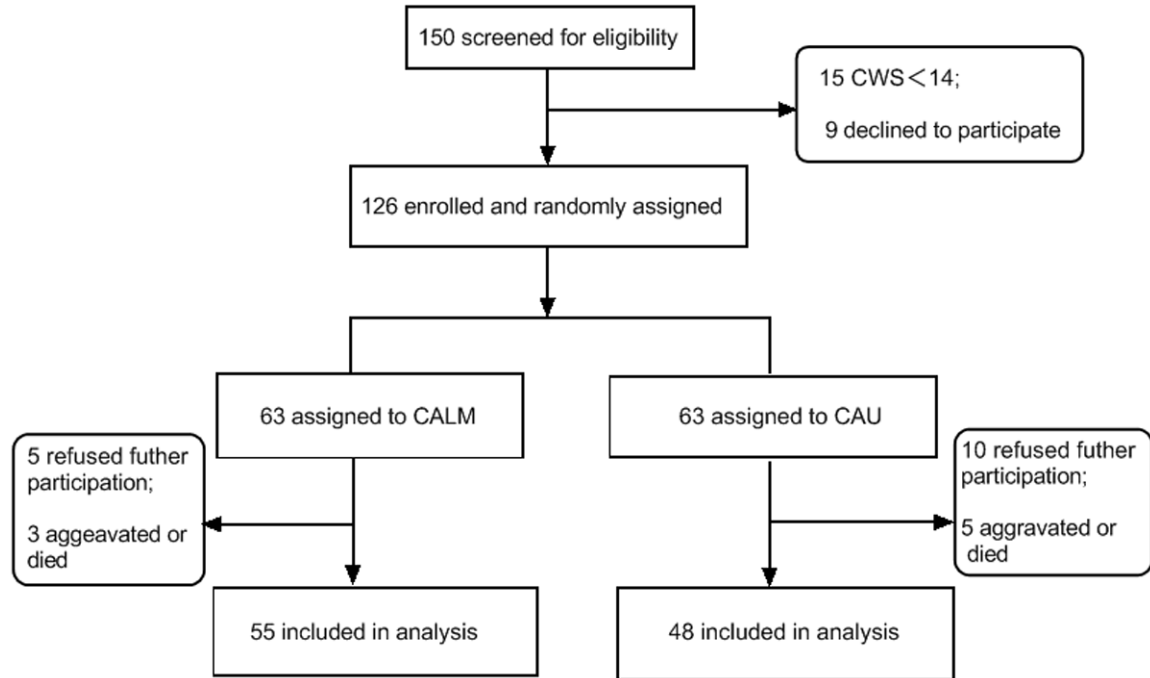 150 screened for eligibility
15 CWS＜14;
9 declined to participate
126 enrolled and randomly assigned
63 assigned to CALM
63 assigned to CAU
5 refused futher
participation;
3 aggeavated or
died
10 refused futher
participation;
5 aggravated or
died
55 included in analysis
48 included in analysis